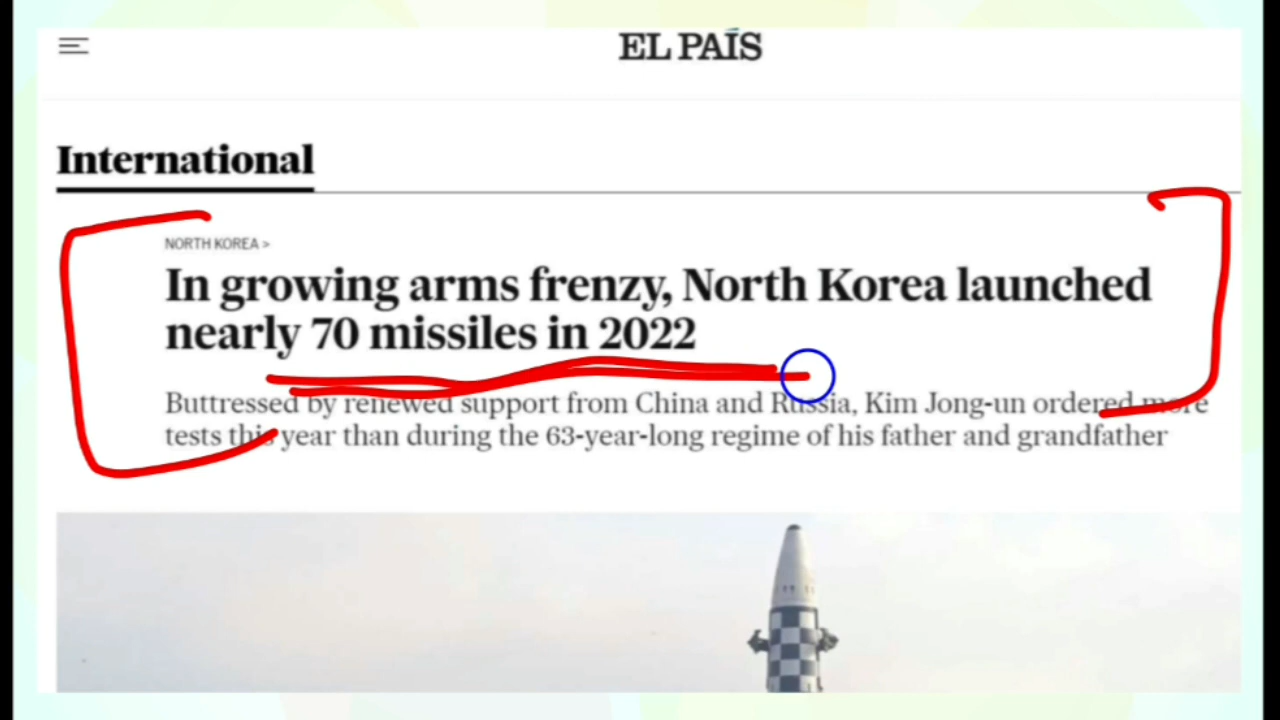 EL PAÍS
International
NORTH KOREA >
In growing arms frenzy, North Korea launched
nearly 70 missiles in 2022
Buttressed by renewed support from China and Russia, Kim Jong-un ordered more
tests this year than during the 63-year-long regime of his father and grandfather